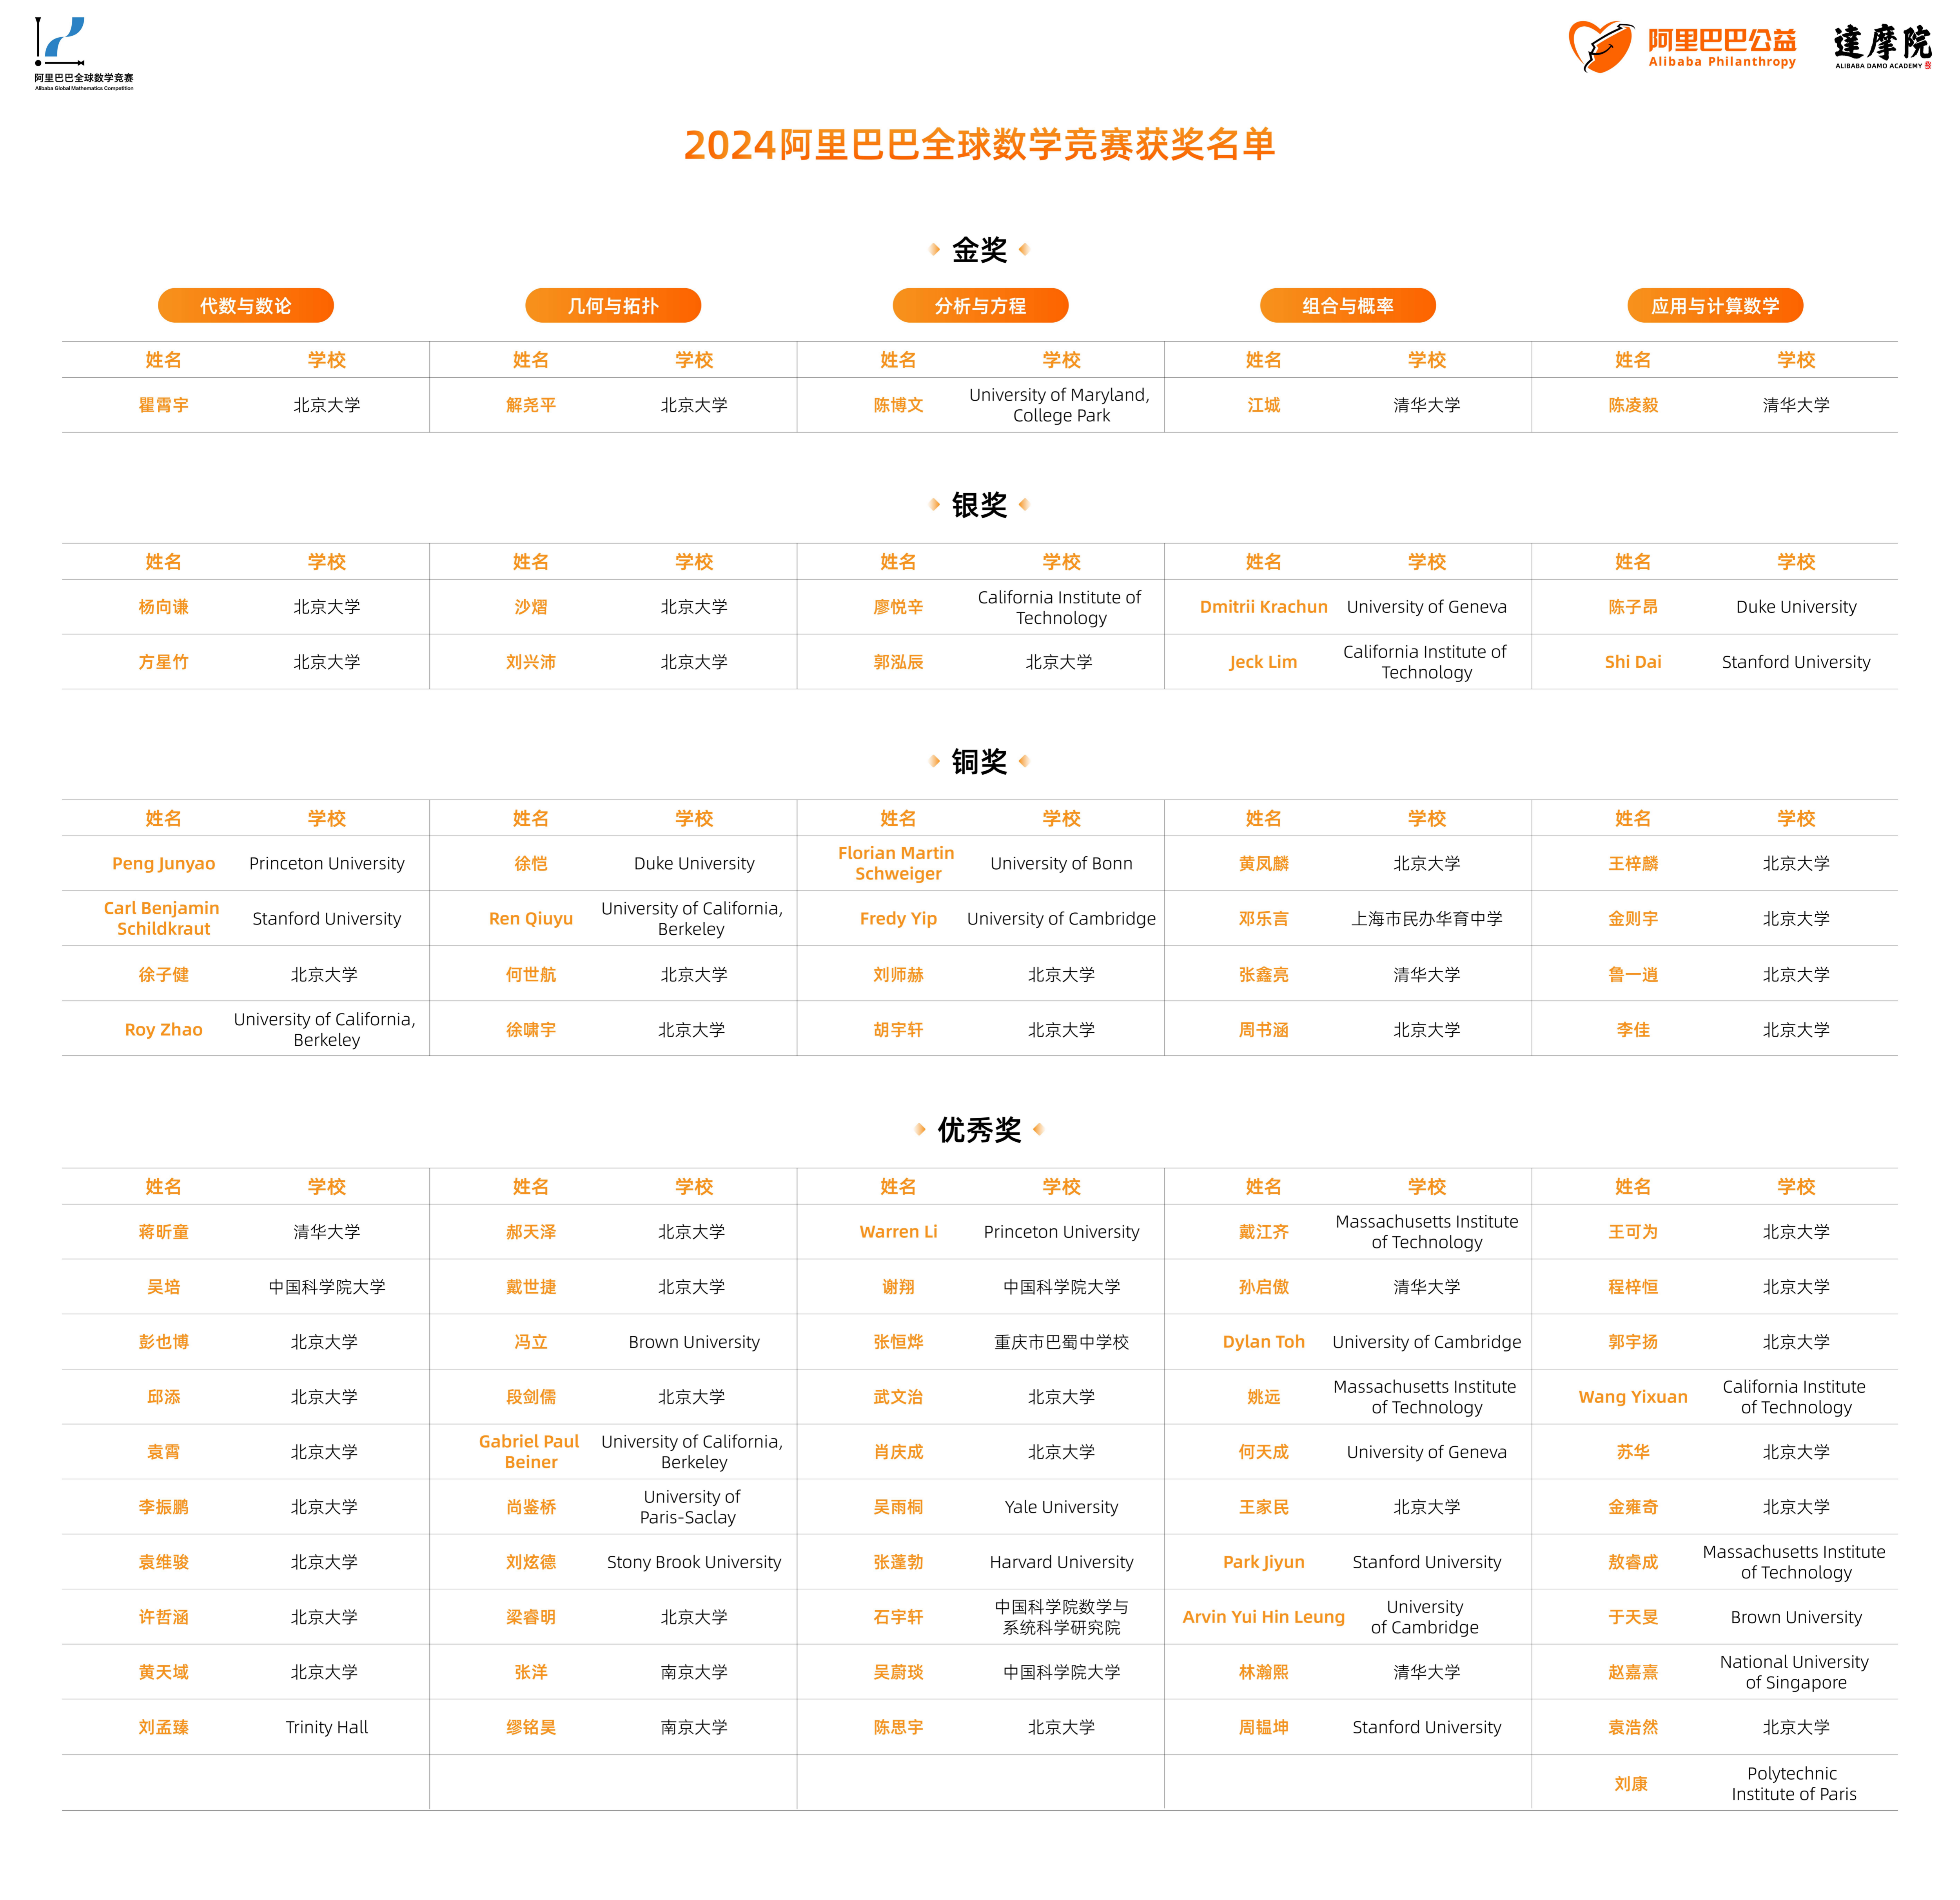 阿里巴巴全球数学竞赛
Alibaba Global Mathematics Competition
阿里巴巴公益
Alibaba Philanthropy
達摩院
ALIBABA DAMO ACADEMY
2024阿里巴巴全球数学竞赛获奖名单
金奖
代数与数论 几何与拓扑 分析与方程 组合与概率 应用与计算数学
姓名 学校 姓名 学校 姓名 学校 姓名 学校 姓名 学校
瞿霄宇 北京大学 解尧平 北京大学 陈博文 University of Maryland, College Park 江城 清华大学 陈凌毅 清华大学
银奖
姓名 学校 姓名 学校 姓名 学校 姓名 学校 姓名 学校
杨向谦 北京大学 沙熠 北京大学 廖悦辛 California Institute of Technology Dmitrii Krachun University of Geneva 陈子昂 Duke University
方星竹 北京大学 刘兴沛 北京大学 郭泓辰 北京大学 Jeck Lim California Institute of Technology Shi Dai Stanford University
铜奖
姓名 学校 姓名 学校 姓名 学校 姓名 学校 姓名 学校
Peng Junyao Princeton University 徐恺 Duke University Florian Martin Schweiger University of Bonn 黄凤麟 北京大学 王梓麟 北京大学
Carl Benjamin Schildkraut Stanford University Ren Qiuyu University of California, Berkeley Fredy Yip University of Cambridge 邓乐言 上海市民办华育中学 金则宇 北京大学
徐子健 北京大学 何世航 北京大学 刘师赫 北京大学 张鑫亮 清华大学 鲁一逍 北京大学
Roy Zhao University of California, Berkeley 徐啸宇 北京大学 胡宇轩 北京大学 周书涵 北京大学 李佳 北京大学
优秀奖
姓名 学校 姓名 学校 姓名 学校 姓名 学校 姓名 学校
蒋昕童 清华大学 郝天泽 北京大学 Warren Li Princeton University 戴江齐 Massachusetts Institute of Technology 王可为 北京大学
吴培 中国科学院大学 戴世捷 北京大学 谢翔 中国科学院大学 孙启傲 清华大学 程梓恒 北京大学
彭也博 北京大学 冯立 Brown University 张恒烨 重庆市巴蜀中学校 Dylan Toh University of Cambridge 郭宇扬 北京大学
邱添 北京大学 段剑儒 北京大学 武文治 北京大学 姚远 Massachusetts Institute of Technology Wang Yixuan California Institute of Technology
袁霄 北京大学 Gabriel Paul Beiner University of California, Berkeley 肖庆成 北京大学 何天成 University of Geneva 苏华 北京大学
李振鹏 北京大学 尚鉴桥 University of Paris-Saclay 吴雨桐 Yale University 王家民 北京大学 金雍奇 北京大学
袁维骏 北京大学 刘炫德 Stony Brook University 张蓬勃 Harvard University Park Jiyun Stanford University 敖睿成 Massachusetts Institute of Technology
许哲涵 北京大学 梁睿明 北京大学 石宇轩 中国科学院数学与系统科学研究院 Arvin Yui Hin Leung University of Cambridge 于天旻 Brown University
黄天域 北京大学 张洋 南京大学 吴蔚琰 中国科学院大学 林瀚熙 清华大学 赵嘉熹 National University of Singapore
刘孟臻 Trinity Hall 缪铭昊 南京大学 陈思宇 北京大学 周韫坤 Stanford University 袁浩然 北京大学
刘康 Polytechnic Institute of Paris